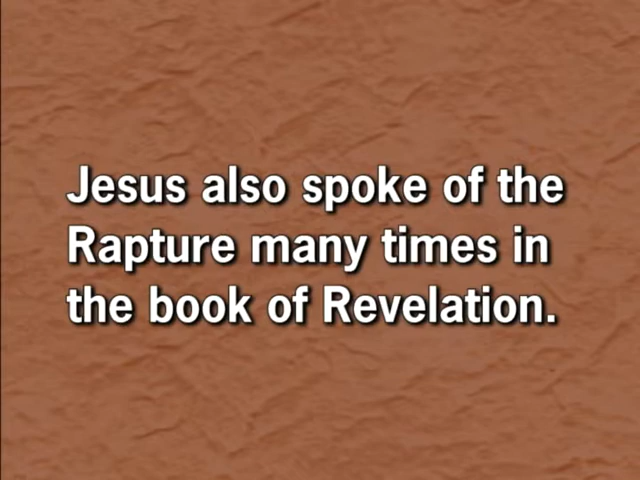 Jesus also spoke of the
Rapture many times in
the book of Revelation.